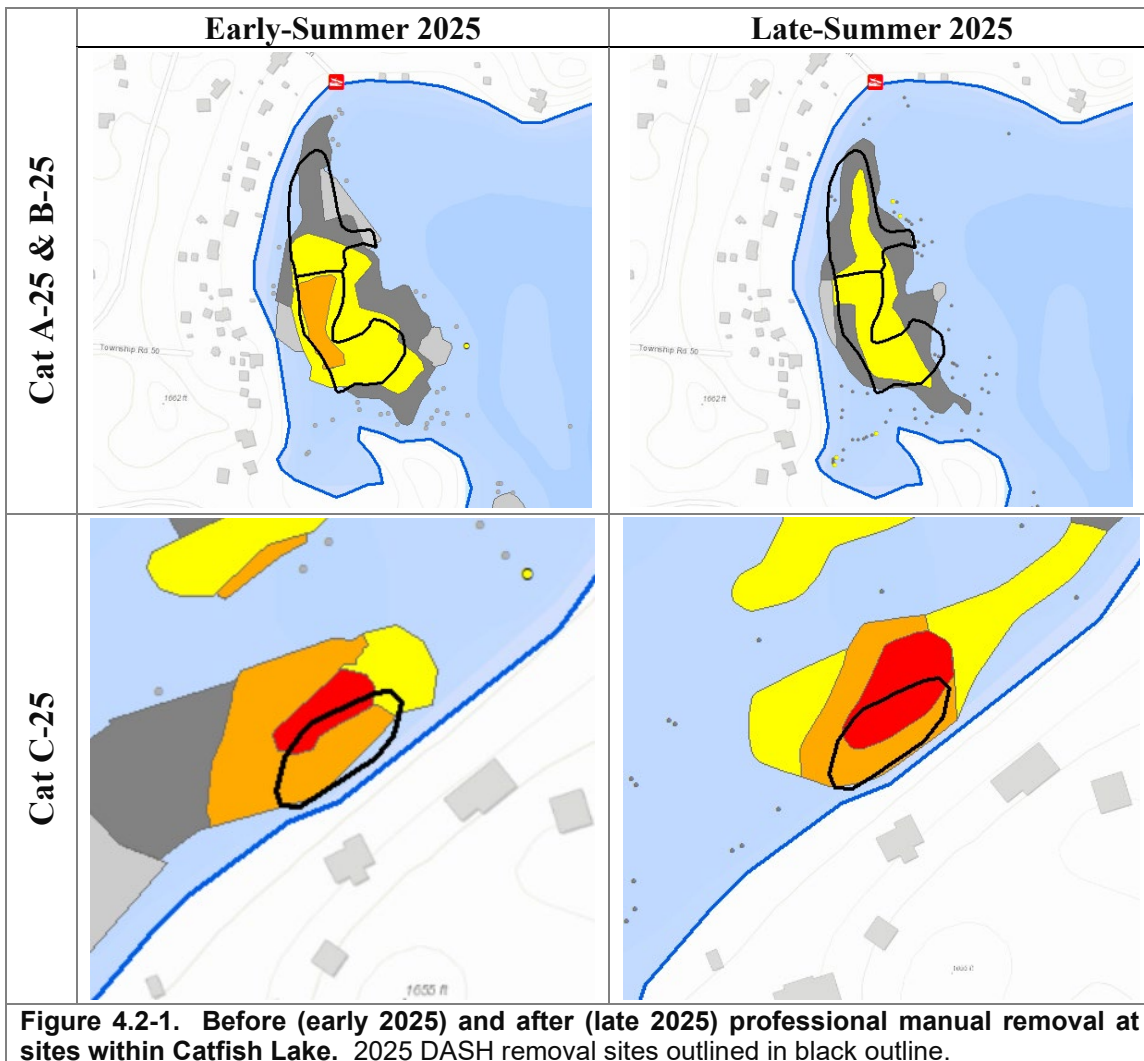 Early-Summer 2025
Late-Summer 2025
Cat A-25 & B-25
Township Rd 50
1662 ft
Township Rd 50
1662 ft
Cat C-25
1655 ft
Figure 4.2-1. Before (early 2025) and after (late 2025) professional manual removal at
sites within Catfish Lake. 2025 DASH removal sites outlined in black outline.